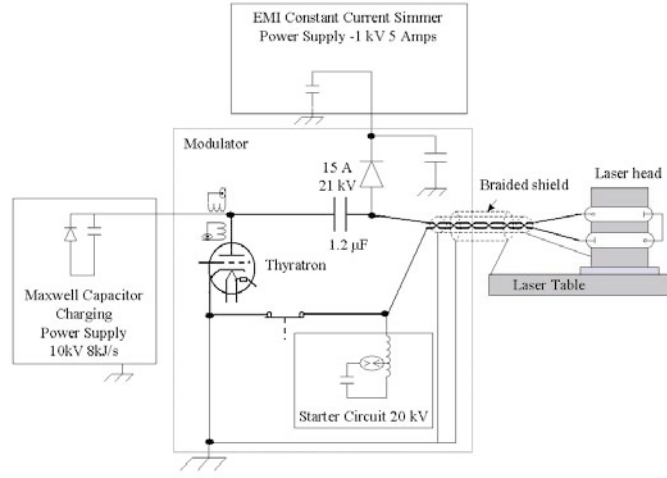 EMI Constant Current Simmer
Power Supply -1 kV 5 Amps
Modulator
15 A
21 kV
1.2 μF
Braided shield
Laser head
Thyratron
Laser Table
Maxwell Capacitor
Charging
Power Supply
10kV 8kJ/s
Starter Circuit 20 kV